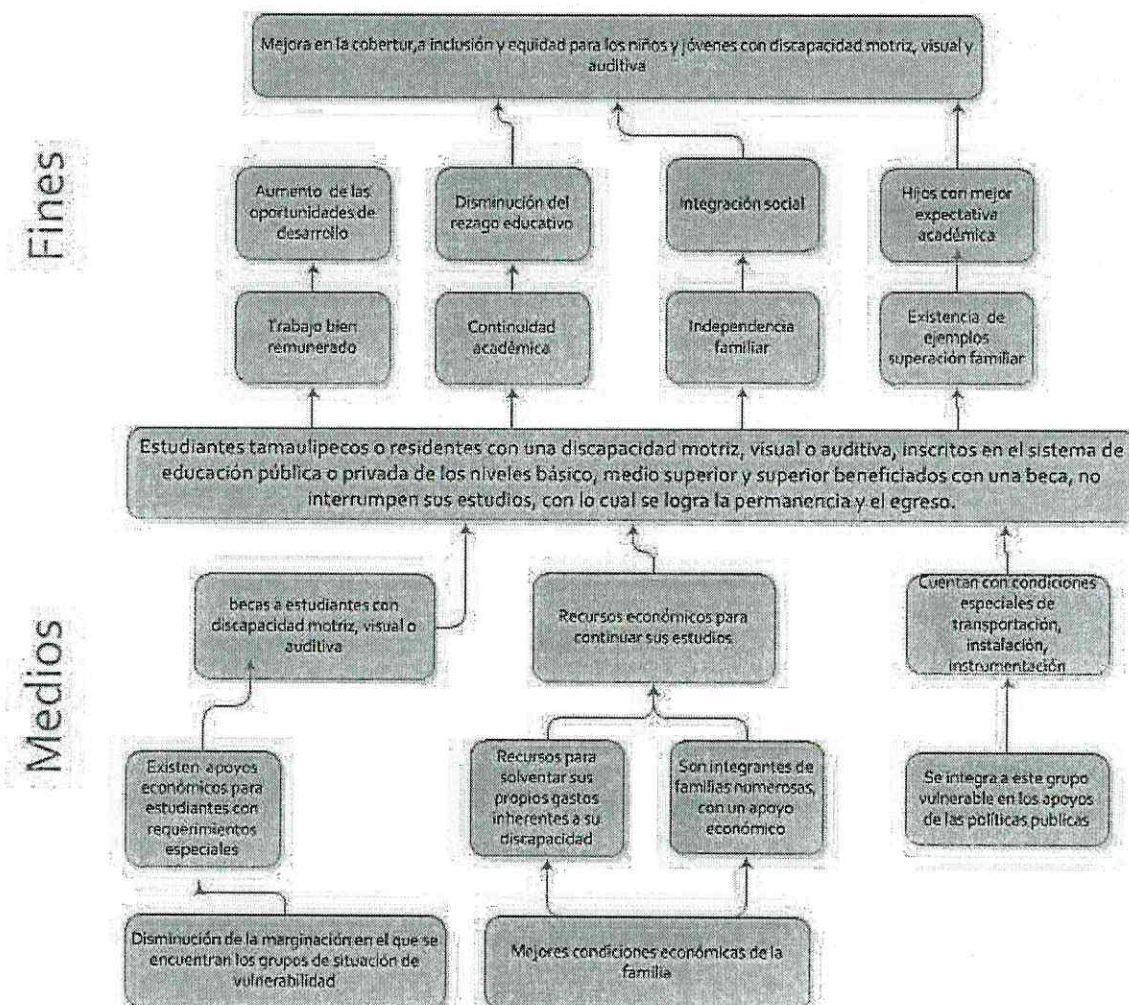 Mejora en la cobertur,a inclusión y equidad para los niños y jóvenes con discapacidad motriz, visual y
auditiva
Fines
Aumento de las
oportunidades de
desarrollo
Disminución del
rezago educativo
Integración social
Hijos con mejor
expectativa
académica
Trabajo bien
remunerado
Continuidad
académica
Independencia
familiar
Existencia de
ejemplos
superación familiar
Estudiantes tamaulipecos o residentes con una discapacidad motriz, visual o auditiva, inscritos en el sistema de
educación pública o privada de los niveles básico, medio superior y superior beneficiados con una beca, no
interrumpen sus estudios, con lo cual se logra la permanencia y el egreso.
Medios
becas a estudiantes con
discapacidad motriz, visual o
auditiva
Recursos económicos para
continuar sus estudios
Cuentan con condiciones
especiales de
transportación,
instalación,
instrumentación
Existen apoyos
económicos para
estudiantes con
requerimientos
especiales
Recursos para
solventar sus
propios gastos
inherentes a su
discapacidad
Son integrantes de
familias numerosas,
con un apoyo
económico
Se integra a este grupo
vulnerable en los apoyos
de las políticas publicas
Disminución de la marginación en el que se
encuentran los grupos de situación de
vulnerabilidad
Mejores condiciones económicas de la
familia